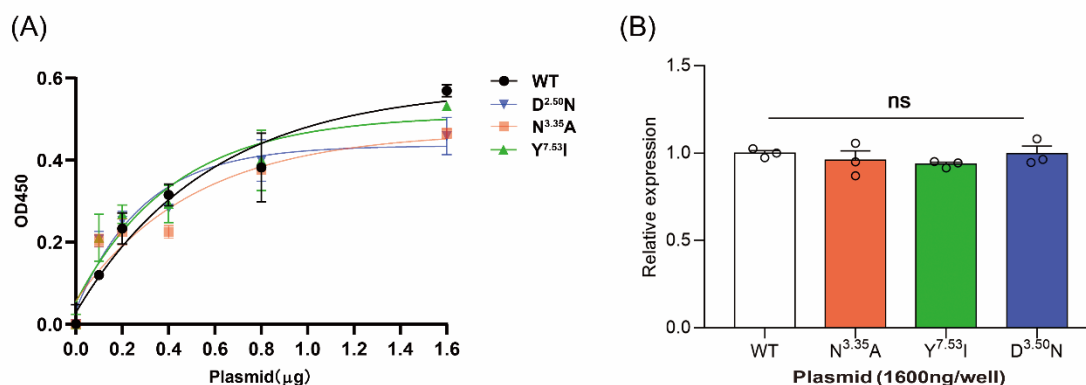 (A)
0.6
0.4
0.2
0.0
OD450
0.0 0.2 0.4 0.6 0.8 1.0 1.2 1.4 1.6
Plasmid(μg)
WT
D2.50N
N3.35A
Y7.53I
(B)
ns
1.5
1.0
0.5
0.0
Relative expression
WT N3.35A Y7.53I D3.50N
Plasmid (1600ng/well)